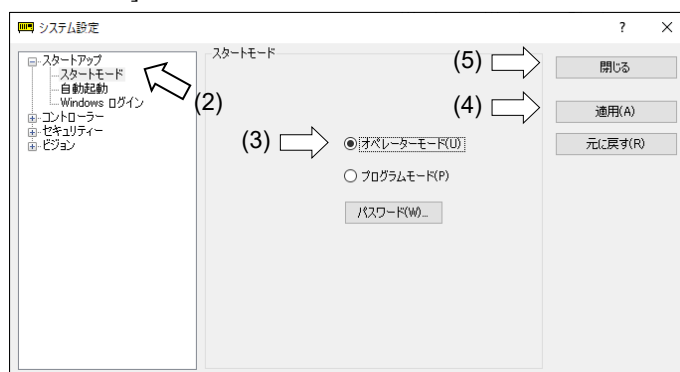 システム設定
?
×
スタートアップ
スタートモード
自動起動
Windows ログイン
コントローラー
セキュリティー
ビジョン
(2)
スタートモード
(3)
オペレーターモード(U)
プログラムモード(P)
パスワード(W)...
(5)
閉じる
(4)
適用(A)
元に戻す(R)